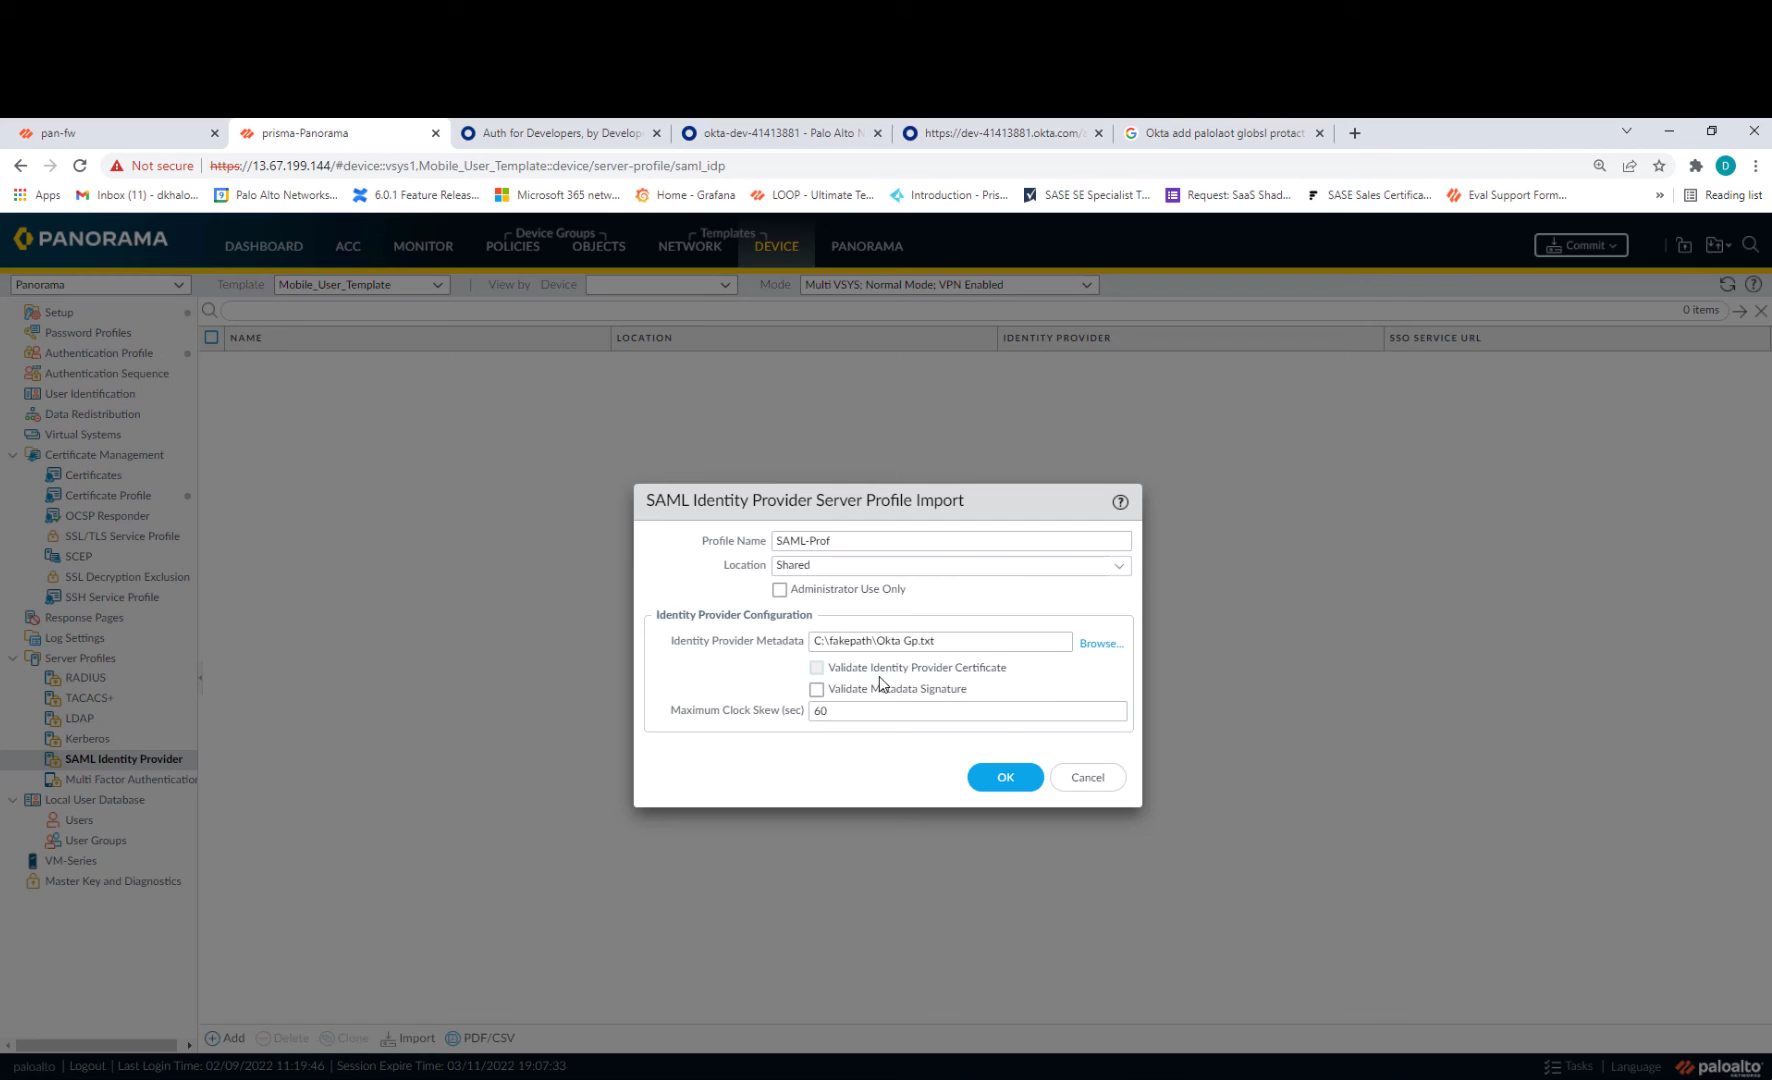 pan-fw
prisma-Panorama
Auth for Developers, by Develop
okta-dev-41413881 - Palo Alto N
https://dev-41413881.okta.com/a
Okta add palolaot globsl protact
Not secure | https://13.67.199.144/#device::vsys1,Mobile_User_Template::device/server-profile/saml_idp
D
Apps
Inbox (11) - dkhalo...
Palo Alto Networks...
6.0.1 Feature Releas...
Microsoft 365 netw...
Home - Grafana
LOOP - Ultimate Te...
Introduction - Pris...
SASE SE Specialist T...
Request: SaaS Shad...
SASE Sales Certifica...
Eval Support Form...
»
Reading list
PANORAMA
DASHBOARD
ACC
MONITOR
Device Groups
POLICIES
OBJECTS
Templates
NETWORK
DEVICE
PANORAMA
Commit
Panorama
Template
Mobile_User_Template
View by
Device
Mode
Multi VSYS; Normal Mode; VPN Enabled
Setup
Password Profiles
Authentication Profile
Authentication Sequence
User Identification
Data Redistribution
Virtual Systems
Certificate Management
Certificates
Certificate Profile
OCSP Responder
SSL/TLS Service Profile
SCEP
SSL Decryption Exclusion
SSH Service Profile
Response Pages
Log Settings
Server Profiles
RADIUS
TACACS+
LDAP
Kerberos
SAML Identity Provider
Multi Factor Authentication
Local User Database
Users
User Groups
VM-Series
Master Key and Diagnostics
0 items
NAME
LOCATION
IDENTITY PROVIDER
SSO SERVICE URL
SAML Identity Provider Server Profile Import
Profile Name
SAML-Prof
Location
Shared
Administrator Use Only
Identity Provider Configuration
Identity Provider Metadata
C:\fakepath\Okta Gp.txt
Browse...
Validate Identity Provider Certificate
Validate Metadata Signature
Maximum Clock Skew (sec)
60
OK
Cancel
Add
Delete
Clone
Import
PDF/CSV
paloalto | Logout | Last Login Time: 02/09/2022 11:19:46 | Session Expire Time: 03/11/2022 19:07:33
Tasks | Language
paloalto
NETWORKS